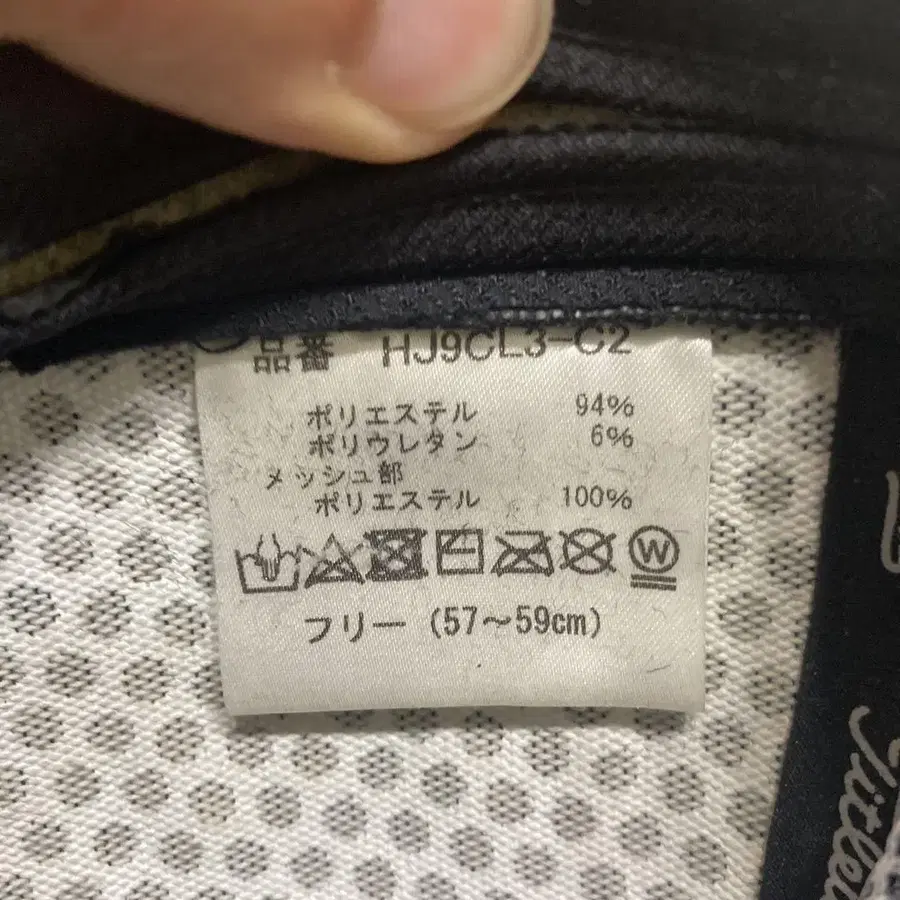 品番 HJ9CL3-C2
ポリエステル 94%
ポリウレタン 6%
メッシュ部
ポリエステル 100%
W
フリー (57〜59cm)
Titlei